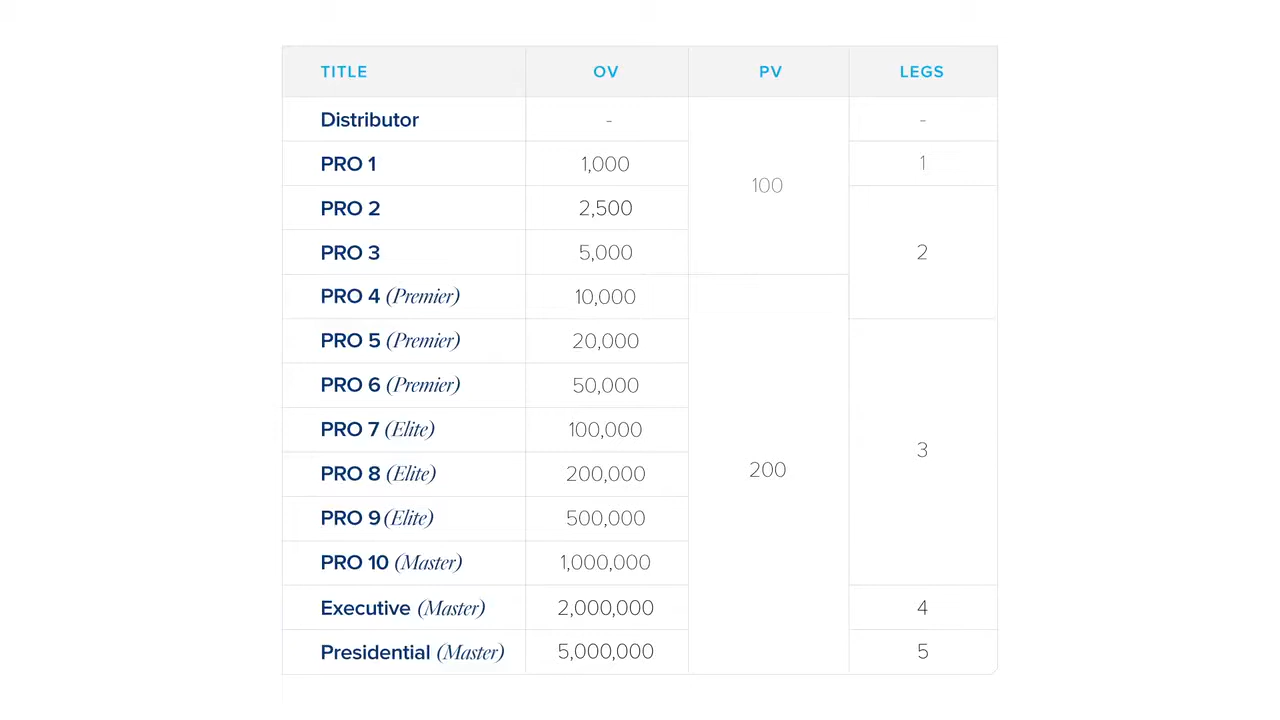 TITLE OV PV LEGS
Distributor - -
PRO 1 1,000 1
100
PRO 2 2,500
PRO 3 5,000 2
PRO 4 (Premier) 10,000
PRO 5 (Premier) 20,000
PRO 6 (Premier) 50,000
PRO 7 (Elite) 100,000
3
PRO 8 (Elite) 200,000 200
PRO 9 (Elite) 500,000
PRO 10 (Master) 1,000,000
Executive (Master) 2,000,000 4
Presidential (Master) 5,000,000 5